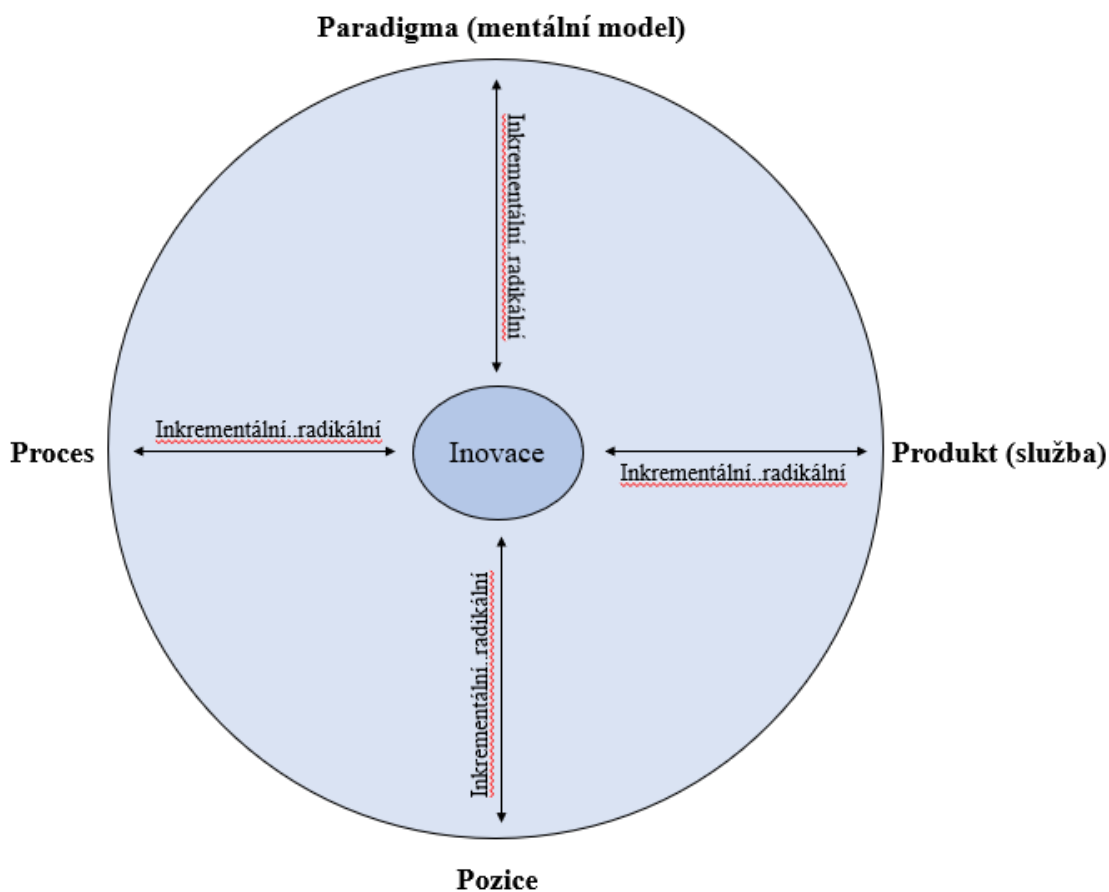 Paradigma (mentální model)
Inkrementální..radikální
Inkrementální..radikální
Proces
Inovace
Produkt (služba)
Inkrementální..radikální
Inkrementální..radikální
Pozice